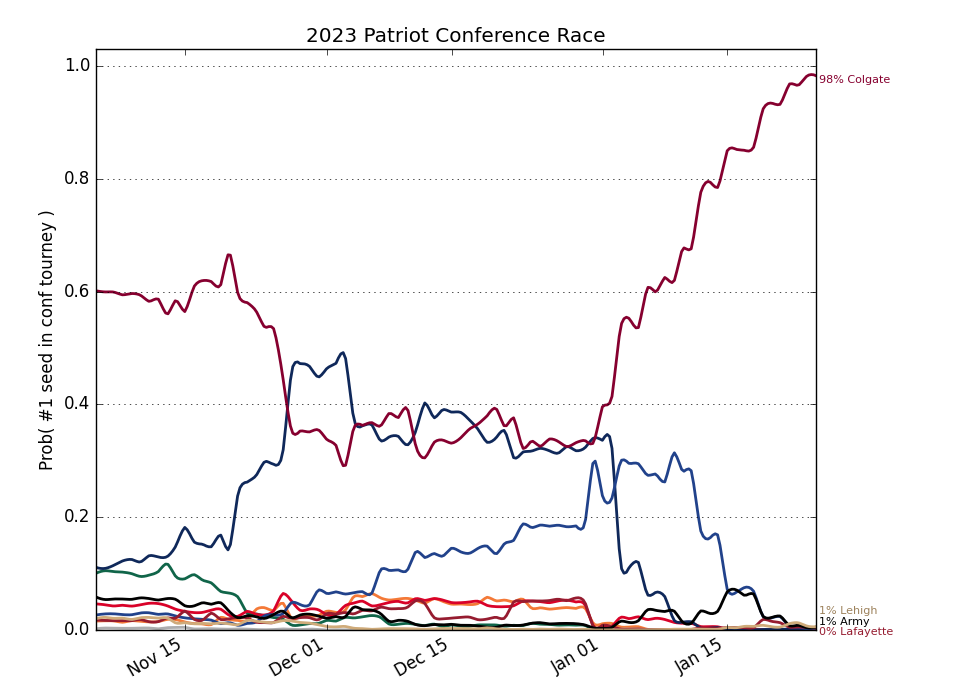 2023 Patriot Conference Race
Prob( #1 seed in conf tourney )
1.0
0.8
0.6
0.4
0.2
0.0
Nov 15
Dec 01
Dec 15
Jan 01
Jan 15
98% Colgate
1% Lehigh
1% Army
0% Lafayette